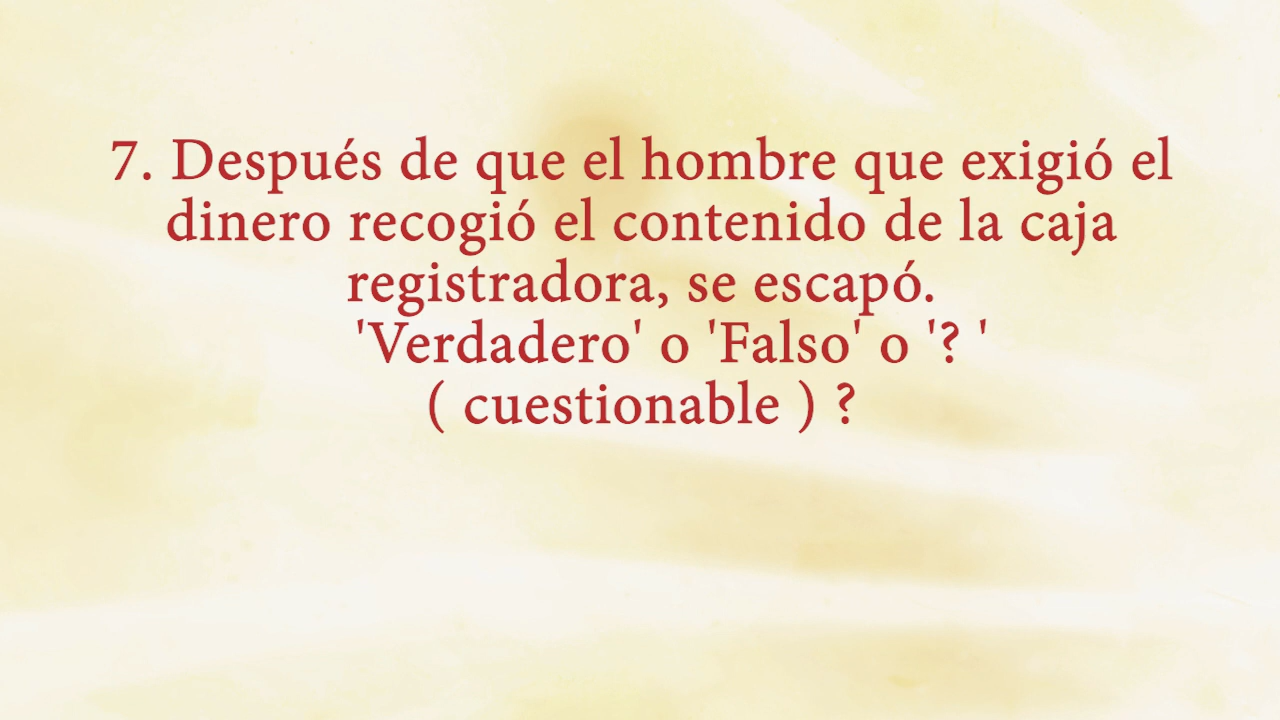 7. Después de que el hombre que exigió el
dinero recogió el contenido de la caja
registradora, se escapó.
'Verdadero' o 'Falso' o '? '
( cuestionable ) ?